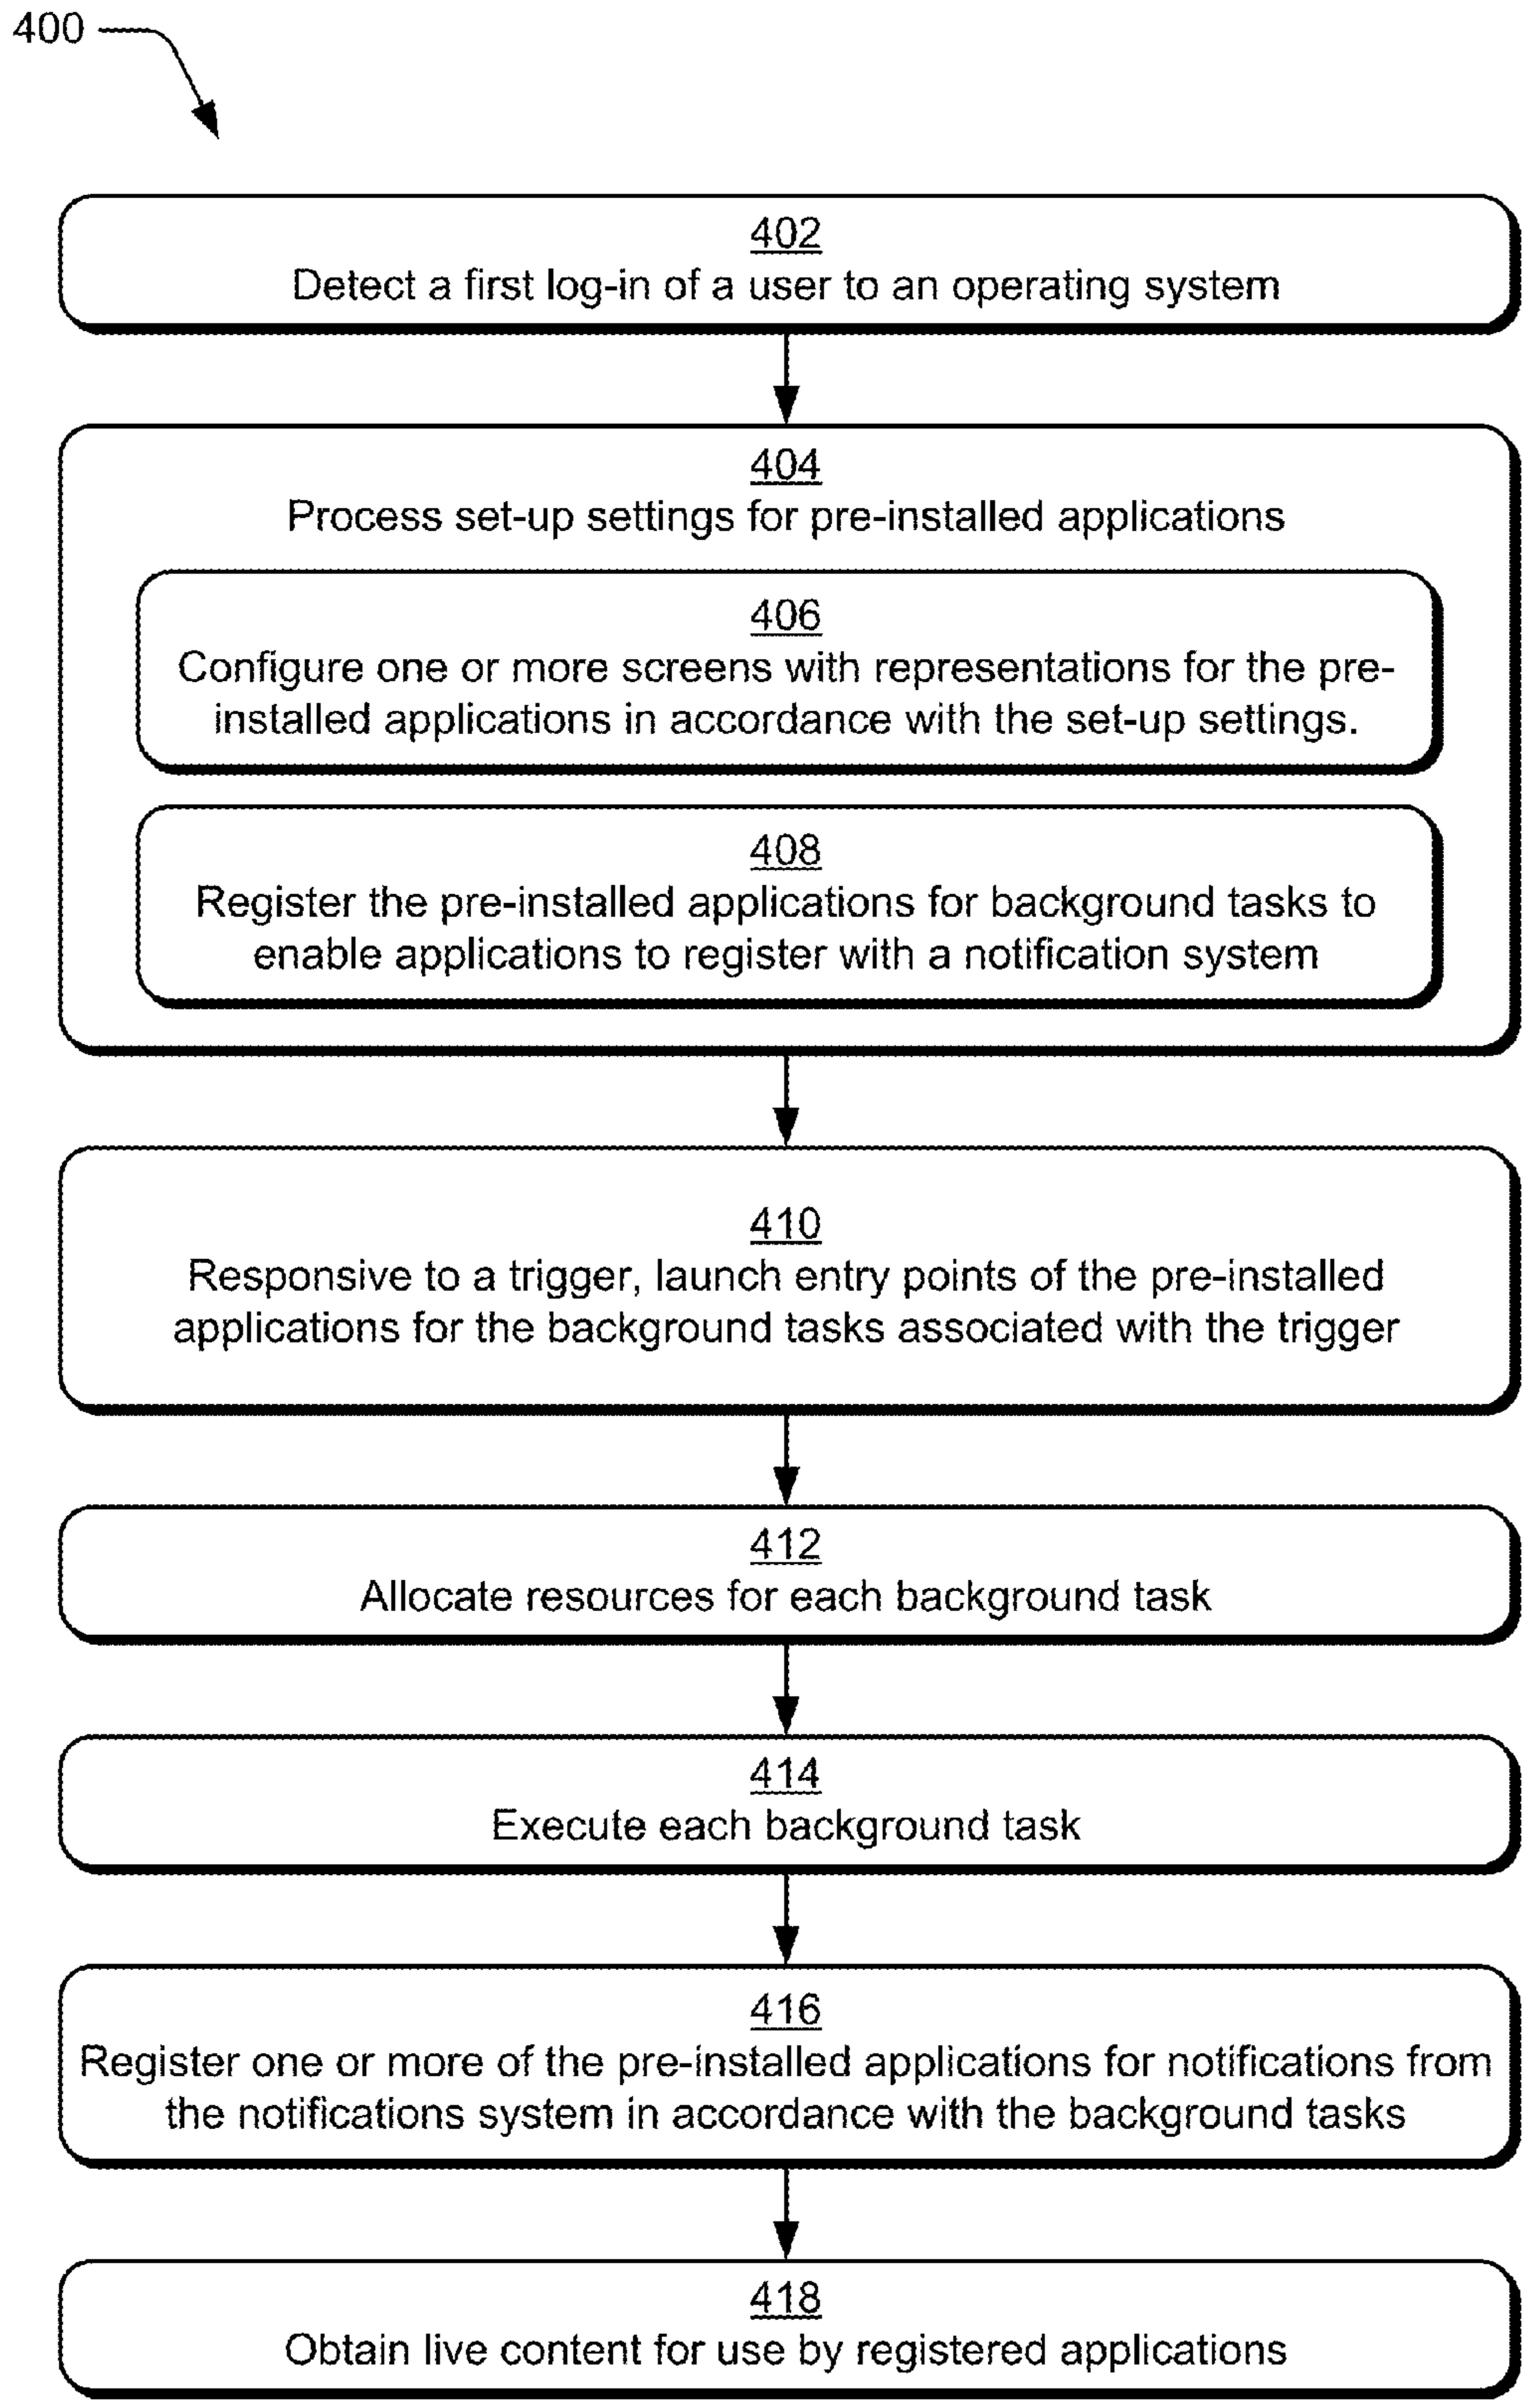 400
402
Detect a first log-in of a user to an operating system
404
Process set-up settings for pre-installed applications
406
Configure one or more screens with representations for the pre-
installed applications in accordance with the set-up settings.
408
Register the pre-installed applications for background tasks to
enable applications to register with a notification system
410
Responsive to a trigger, launch entry points of the pre-installed
applications for the background tasks associated with the trigger
412
Allocate resources for each background task
414
Execute each background task
416
Register one or more of the pre-installed applications for notifications from
the notifications system in accordance with the background tasks
418
Obtain live content for use by registered applications